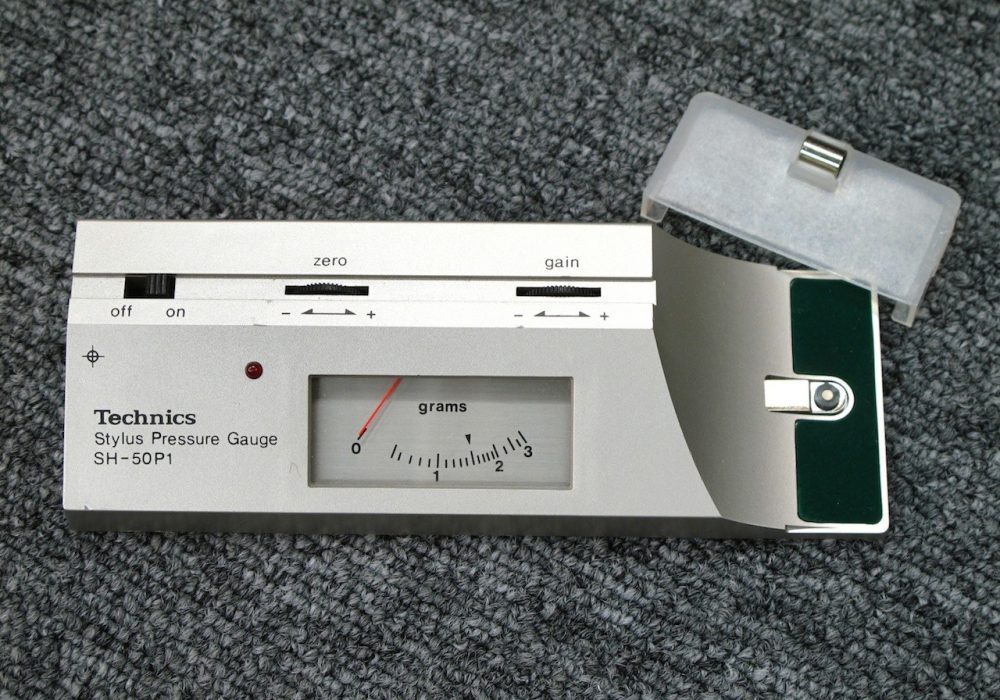 zero
gain
off on
- +
- +
Technics
Stylus Pressure Gauge
SH-50P1
grams
0
1
2
3